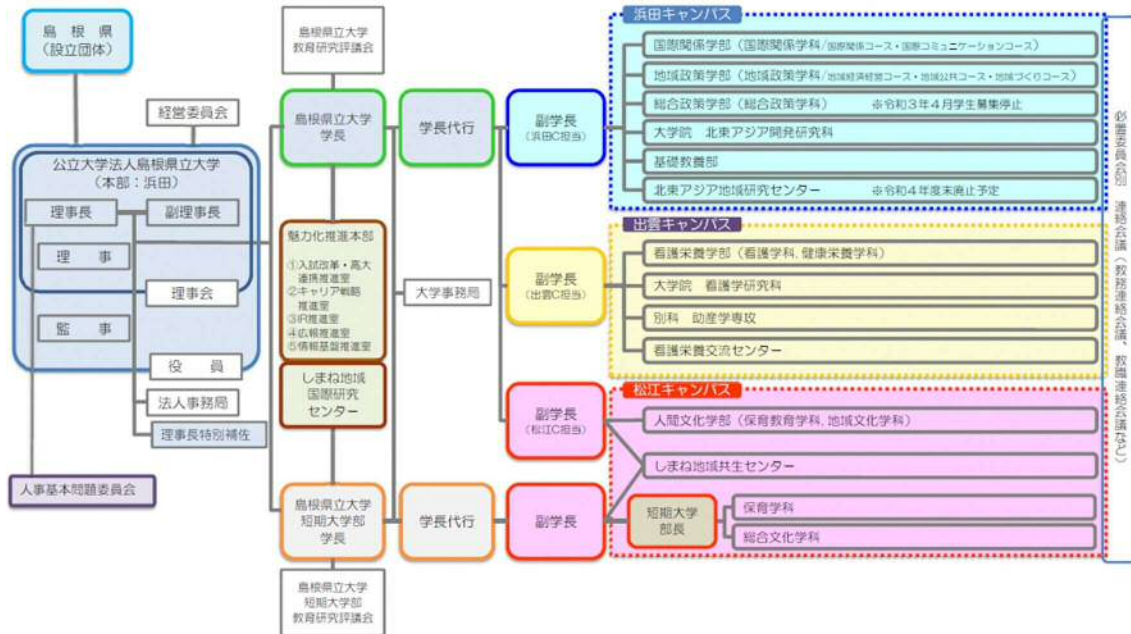 島根県
(設立団体)
経営委員会
公立大学法人島根県立大学
(本部:浜田)
理事長
副理事長
理事
理事会
監事
役員
法人事務局
理事長特別補佐
人事基本問題委員会
島根県立大学
教育研究評議会
島根県立大学
学長
魅力化推進本部
①入試改革・高大
連携推進室
②キャリア戦略
推進室
③IR推進室
④広報推進室
⑤情報基盤推進室
しまね地域
国際研究
センター
島根県立大学
短期大学部
学長
島根県立大学
短期大学部
教育研究評議会
学長代行
大学事務局
学長代行
副学長
(浜田C担当)
副学長
(出雲C担当)
副学長
(松江C担当)
副学長
浜田キャンパス
国際関係学部(国際関係学科/国際関係コース・国際コミュニケーションコース)
地域政策学部(地域政策学科/地域経済経営コース・地域公共コース・地域づくりコース)
総合政策学部(総合政策学科) ※令和3年4月学生募集停止
大学院 北東アジア開発研究科
基礎教養部
北東アジア地域研究センター ※令和4年度末廃止予定
出雲キャンパス
看護栄養学部(看護学科,健康栄養学科)
大学院 看護学研究科
別科 助産学専攻
看護栄養交流センター
松江キャンパス
人間文化学部(保育教育学科,地域文化学科)
しまね地域共生センター
短期大学
部長
保育学科
総合文化学科
必置委員会別 連絡会議(教務連絡会議、教職連絡会議など)